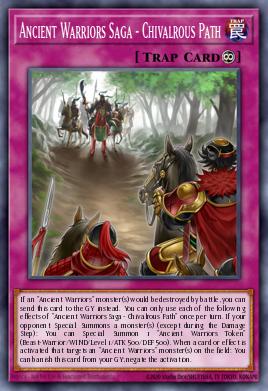 Ancient Warriors Saga - Chivalrous Path
TRAP
[Trap Card]
If an "Ancient Warriors" monster(s) would be destroyed by battle, you can
send this card to the GY instead. You can only use each of the following
effects of "Ancient Warriors Saga - Chivalrous Path" once per turn. If your
opponent Special Summons a monster(s) (except during the Damage
Step): You can Special Summon 1 "Ancient Warriors Token"
(Beast-Warrior/WIND/Level 1/ATK 500/DEF 500). When a card or effect is
activated that targets an "Ancient Warriors" monster(s) on the field: You
can banish this card from your GY; negate the activation.